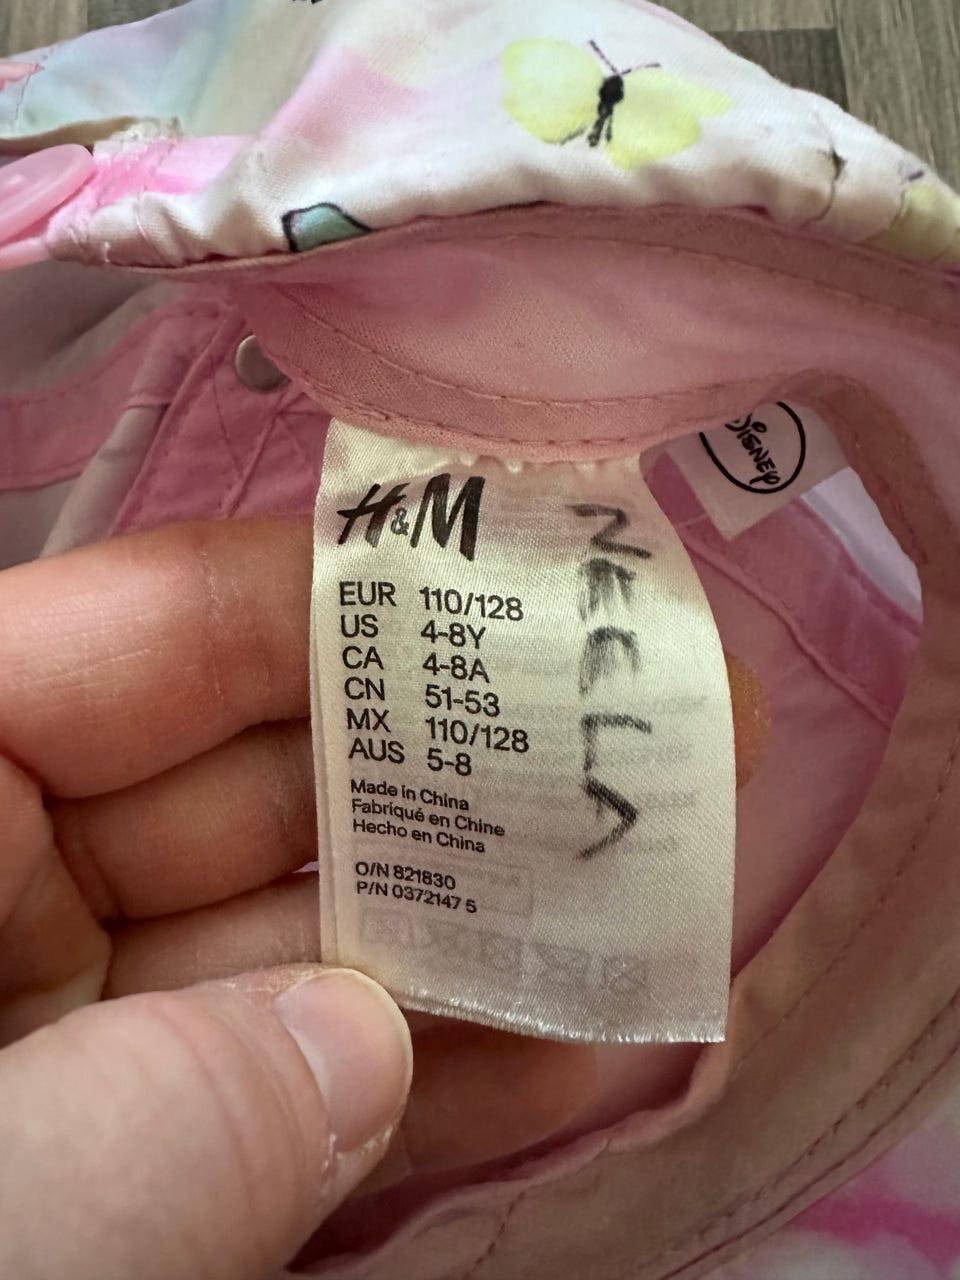 H&M
EUR 110/128
US 4-8Y
CA 4-8A
CN 51-53
MX 110/128
AUS 5-8
Made in China
Fabriqué en Chine
Hecho en China
O/N 821830
P/N 0372147 5
NEELA
Disney